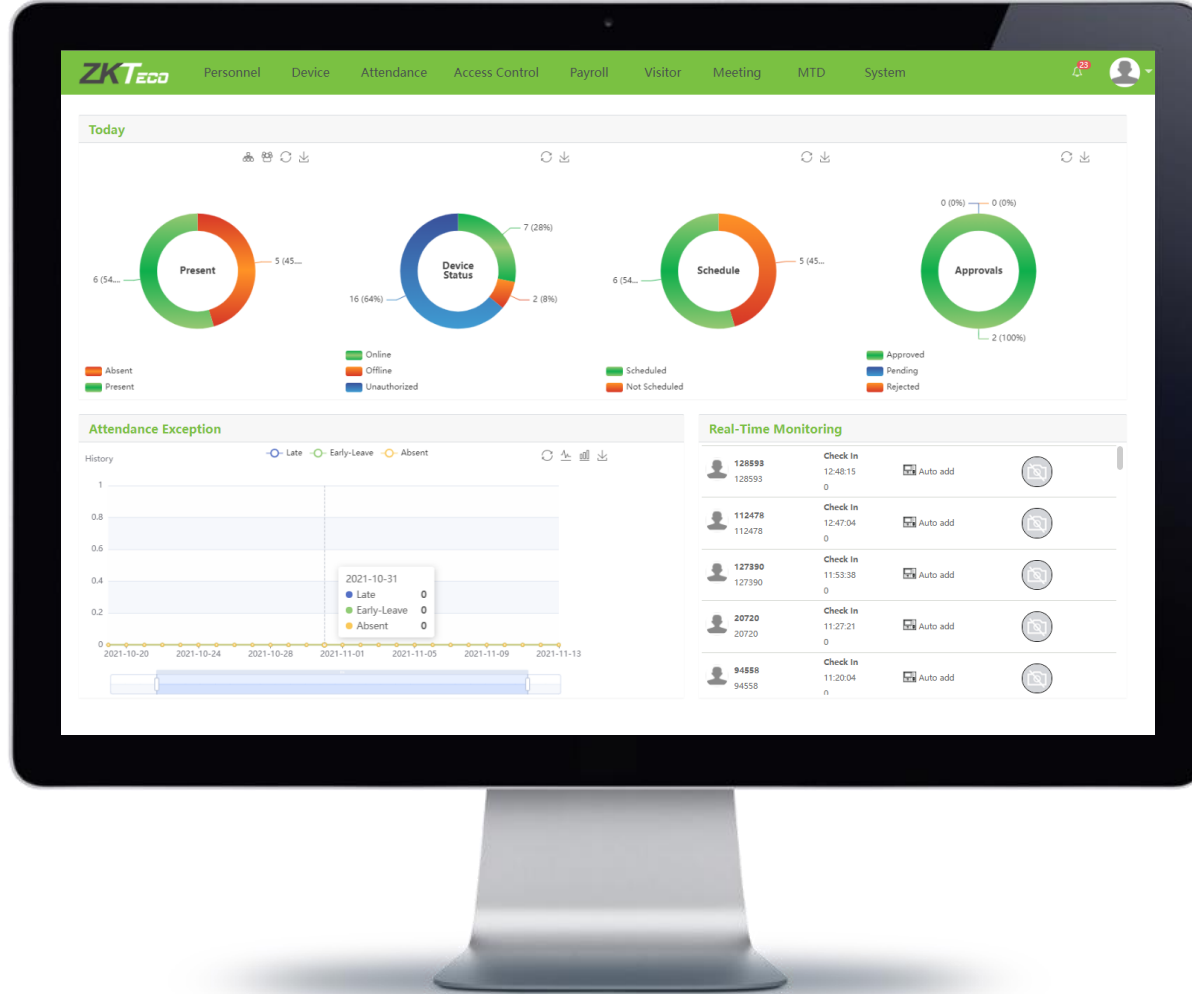 ZKTECO Personnel Device Attendance Access Control Payroll Visitor Meeting MTD System 23
Today
Present
6 (54...
5 (45...
Absent
Present
Device
Status
7 (28%)
16 (64%)
2 (8%)
Online
Offline
Unauthorized
Schedule
6 (54...
5 (45...
Scheduled
Not Scheduled
0 (0%) 0 (0%)
Approvals
2 (100%)
Approved
Pending
Rejected
Attendance Exception
History
Late Early-Leave Absent
1
0.8
0.6
0.4
0.2
0
2021-10-31
Late 0
Early-Leave 0
Absent 0
2021-10-20 2021-10-24 2021-10-28 2021-11-01 2021-11-05 2021-11-09 2021-11-13
Real-Time Monitoring
128593
128593
Check In
12:48:15
0
Auto add
112478
112478
Check In
12:47:04
0
Auto add
127390
127390
Check In
11:53:38
0
Auto add
20720
20720
Check In
11:27:21
0
Auto add
94558
94558
Check In
11:20:04
0
Auto add